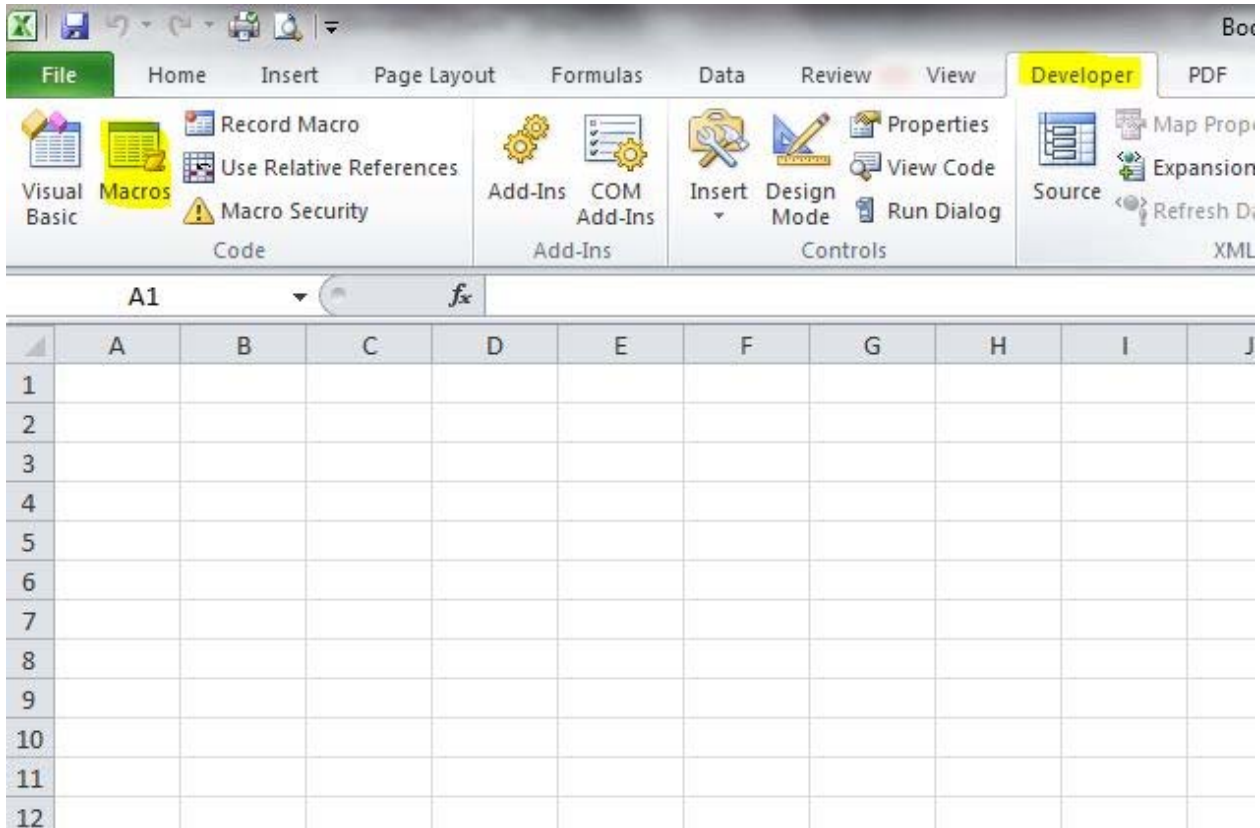 Boo
File Home Insert Page Layout Formulas Data Review View Developer PDF
Visual Basic
Macros
Record Macro
Use Relative References
Macro Security
Code
Add-Ins
COM Add-Ins
Add-Ins
Insert
Design Mode
Properties
View Code
Run Dialog
Controls
Source
Map Prope
Expansion
Refresh Da
XML
A1 fx
A B C D E F G H I J
1
2
3
4
5
6
7
8
9
10
11
12